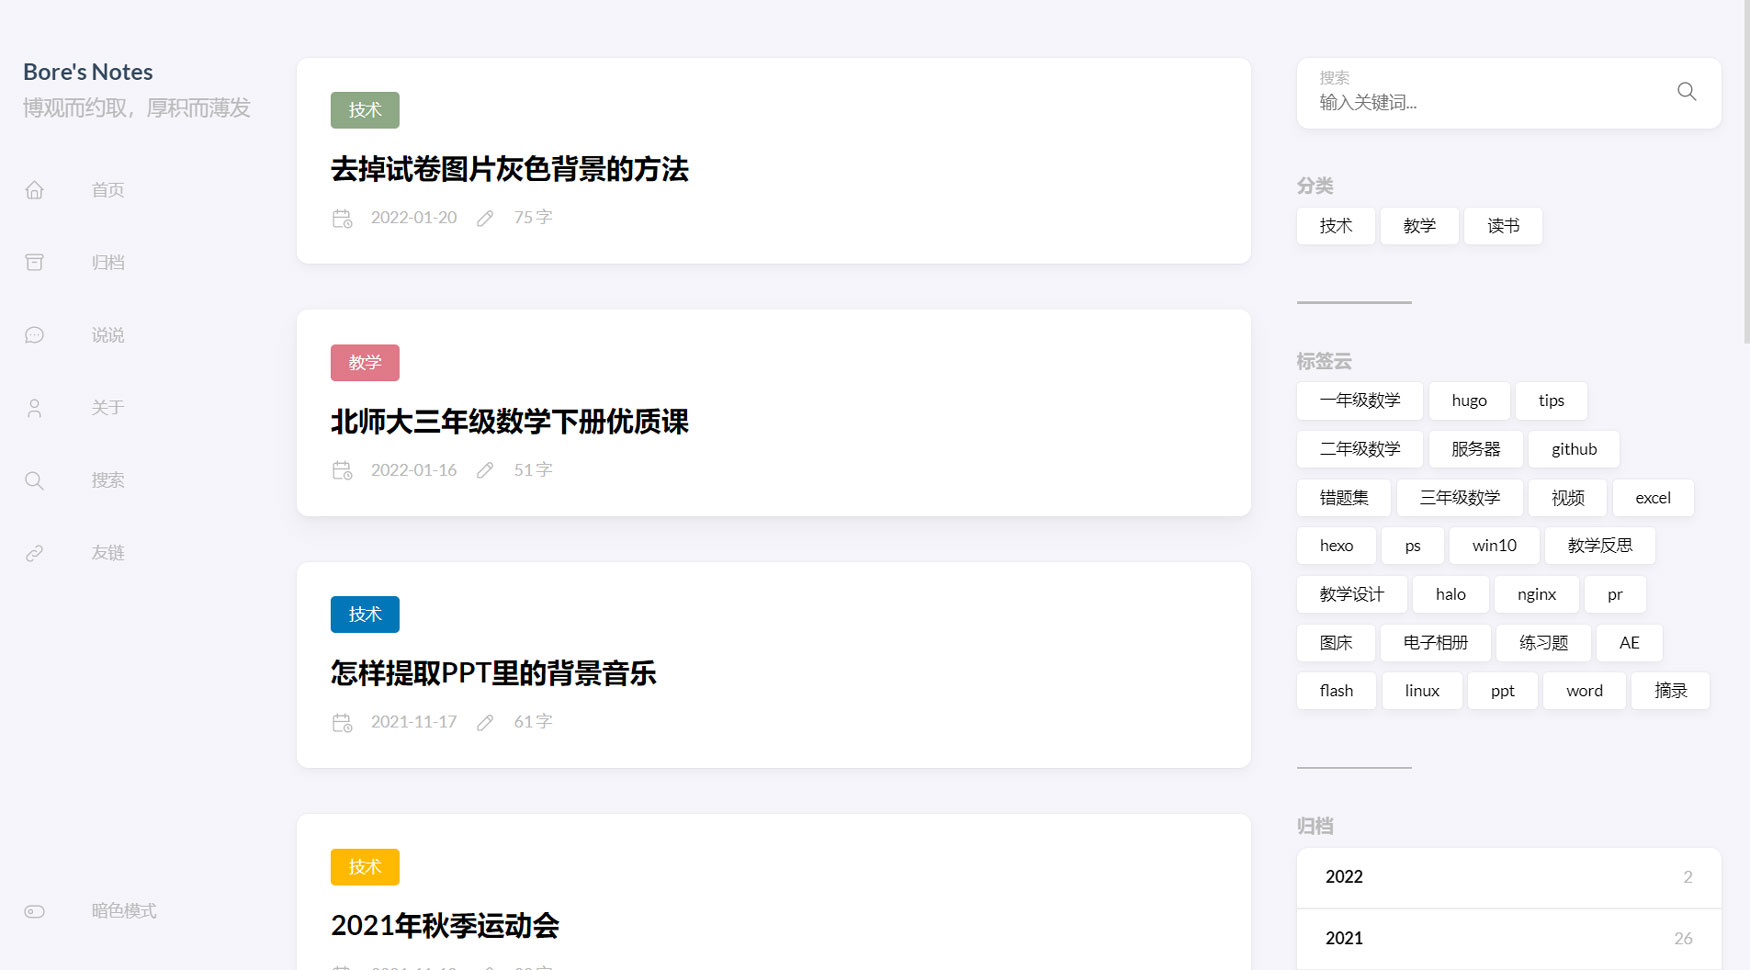 Bore's Notes
博观而约取，厚积而薄发
首页
归档
说说
关于
搜索
友链
暗色模式
技术
去掉试卷图片灰色背景的方法
2022-01-20 75 字
教学
北师大三年级数学下册优质课
2022-01-16 51 字
技术
怎样提取PPT里的背景音乐
2021-11-17 61 字
技术
2021年秋季运动会
搜索
输入关键词...
分类
技术 教学 读书
标签云
一年级数学 hugo tips
二年级数学 服务器 github
错题集 三年级数学 视频 excel
hexo ps win10 教学反思
教学设计 halo nginx pr
图床 电子相册 练习题 AE
flash linux ppt word 摘录
归档
2022 2
2021 26